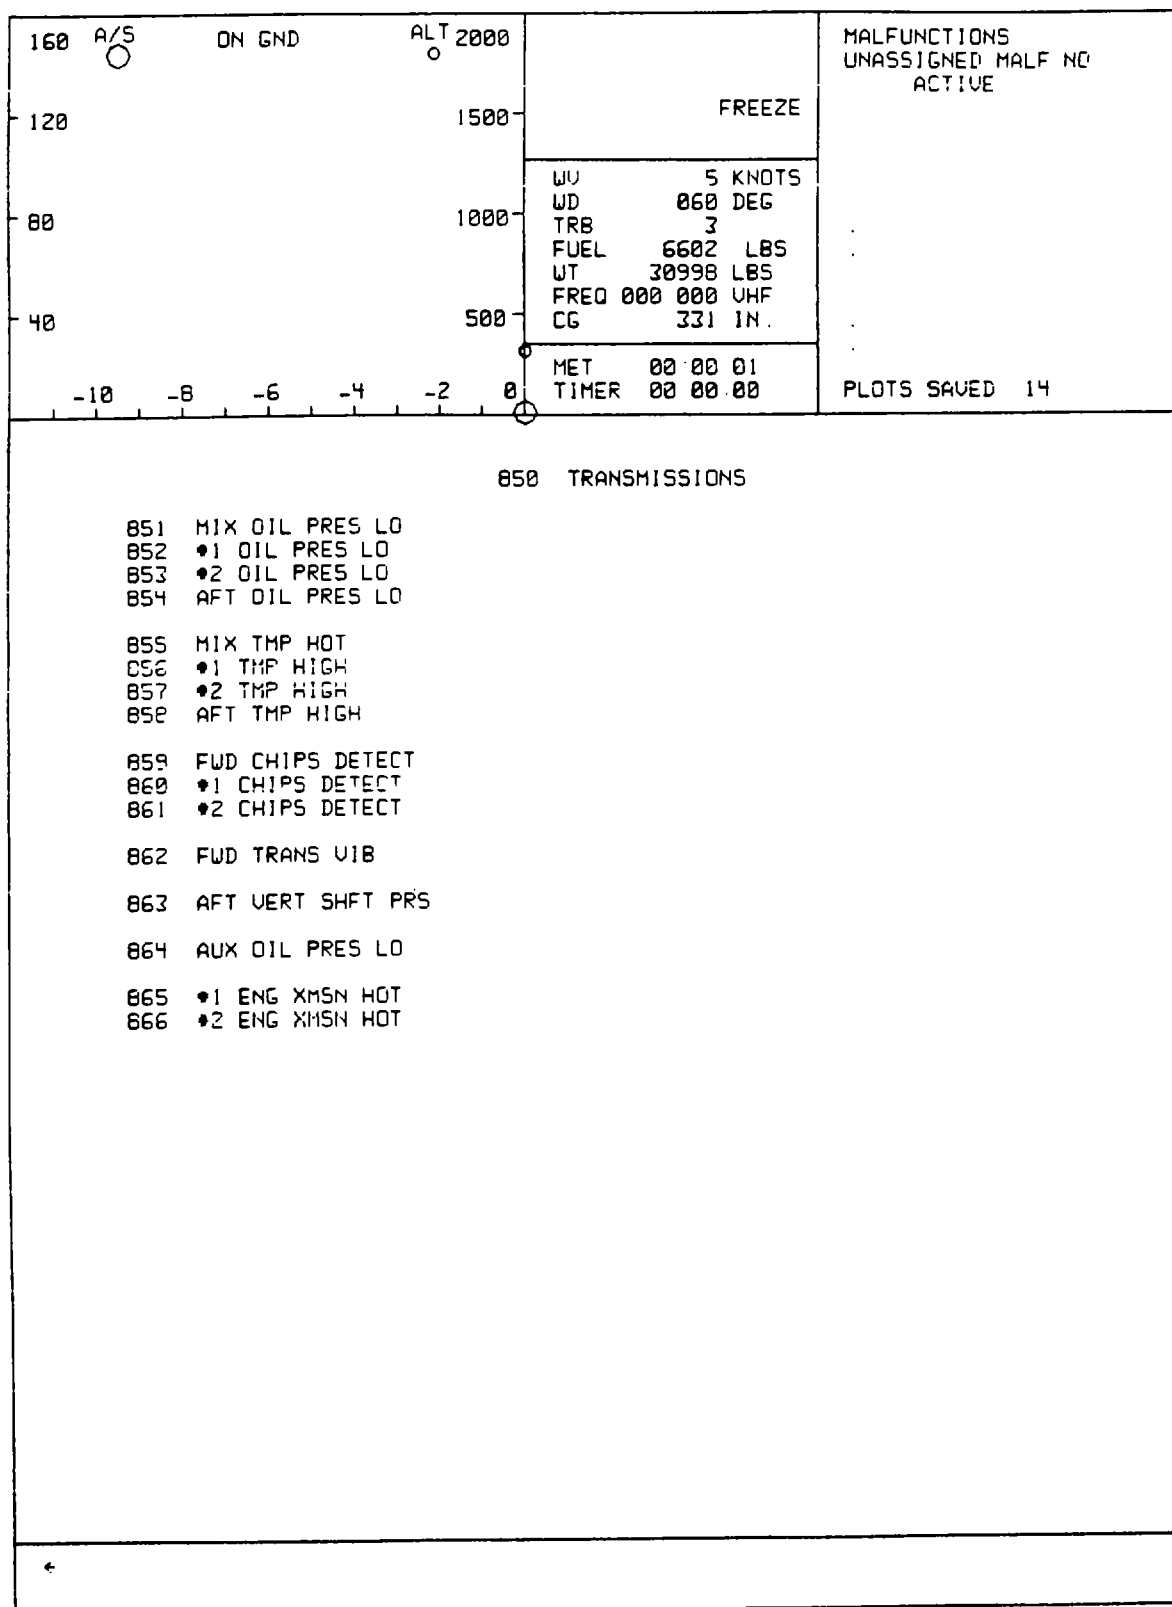 160 A/S ON GND ALT 2000
120 1500
80 1000
40 500
-10 -8 -6 -4 -2 0
FREEZE
WV 5 KNOTS
WD 060 DEG
TRB 3
FUEL 6602 LBS
WT 30998 LBS
FREQ 000 000 VHF
CG 331 IN.
MET 00 00 01
TIMER 00 00 00
MALFUNCTIONS
UNASSIGNED MALF NO
ACTIVE
PLOTS SAVED 14
850 TRANSMISSIONS
851 MIX OIL PRES LO
852 #1 OIL PRES LO
853 #2 OIL PRES LO
854 AFT OIL PRES LO
855 MIX TMP HOT
856 #1 TMP HIGH
857 #2 TMP HIGH
858 AFT TMP HIGH
859 FWD CHIPS DETECT
860 #1 CHIPS DETECT
861 #2 CHIPS DETECT
862 FWD TRANS VIB
863 AFT VERT SHFT PRS
864 AUX OIL PRES LO
865 #1 ENG XMSN HOT
866 #2 ENG XMSN HOT
←